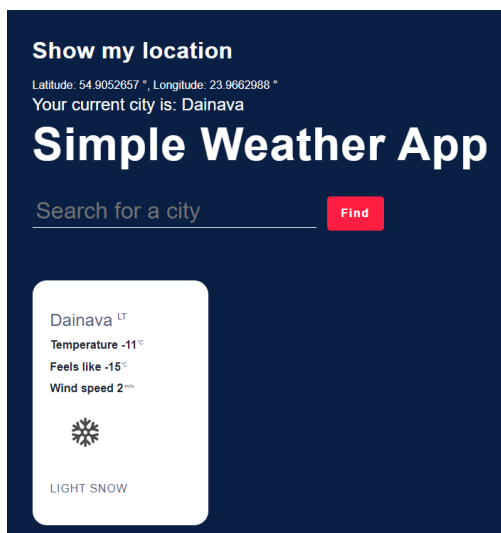 Show my location
Latitude: 54.9052657 °, Longitude: 23.9662988 °
Your current city is: Dainava
Simple Weather App
Search for a city
Find
Dainava LT
Temperature -11°C
Feels like -15°C
Wind speed 2 m/s
LIGHT SNOW